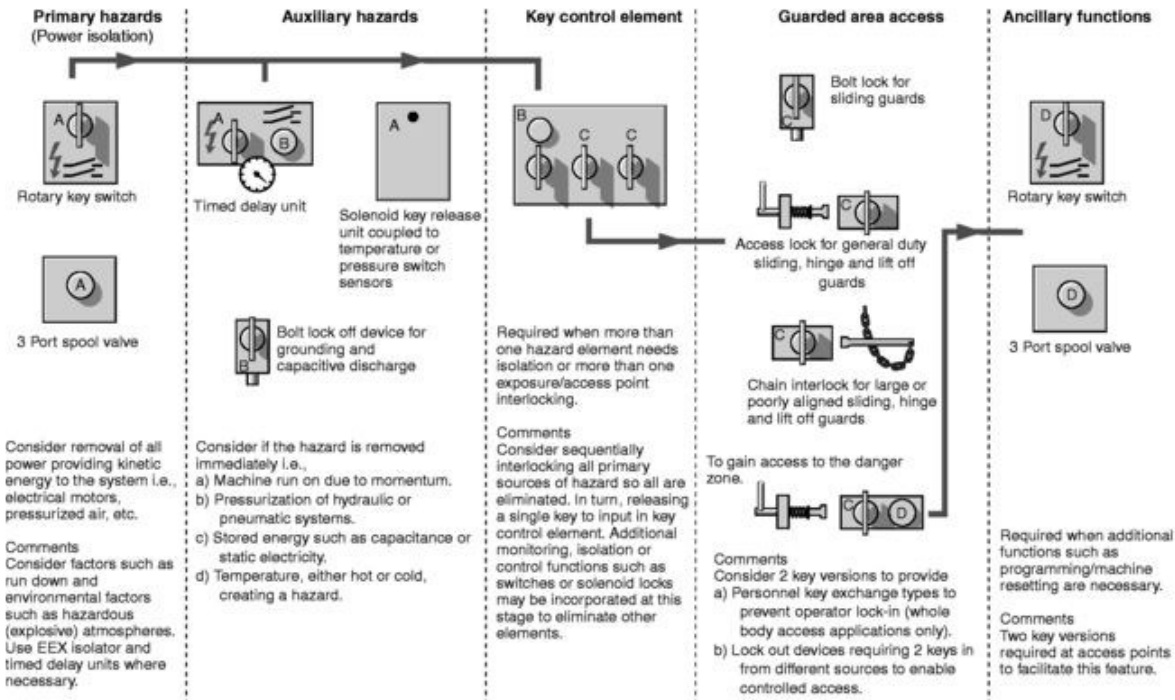 Primary hazards
(Power isolation)
A
Rotary key switch
A
3 Port spool valve
Consider removal of all
power providing kinetic
energy to the system i.e.,
electrical motors,
pressurized air, etc.
Comments
Consider factors such as
run down and
environmental factors
such as hazardous
(explosive) atmospheres.
Use EEX isolator and
timed delay units where
necessary.
Auxiliary hazards
A
B
Timed delay unit
A
Solenoid key release
unit coupled to
temperature or
pressure switch
sensors
B
Bolt lock off device for
grounding and
capacitive discharge
Consider if the hazard is removed
immediately i.e.,
a) Machine run on due to momentum.
b) Pressurization of hydraulic or
pneumatic systems.
c) Stored energy such as capacitance or
static electricity.
d) Temperature, either hot or cold,
creating a hazard.
Key control element
B
C
C
Required when more than
one hazard element needs
isolation or more than one
exposure/access point
interlocking.
Comments
Consider sequentially
interlocking all primary
sources of hazard so all are
eliminated. In turn, releasing
a single key to input in key
control element. Additional
monitoring, isolation or
control functions such as
switches or solenoid locks
may be incorporated at this
stage to eliminate other
elements.
Guarded area access
C
Bolt lock for
sliding guards
C
Access lock for general duty
sliding, hinge and lift off
guards
C
Chain interlock for large or
poorly aligned sliding, hinge
and lift off guards
To gain access to the danger
zone.
C
D
Comments
Consider 2 key versions to provide
a) Personnel key exchange types to
prevent operator lock-in (whole
body access applications only).
b) Lock out devices requiring 2 keys in
from different sources to enable
controlled access.
Ancillary functions
D
Rotary key switch
D
3 Port spool valve
Required when additional
functions such as
programming/machine
resetting are necessary.
Comments
Two key versions
required at access points
to facilitate this feature.